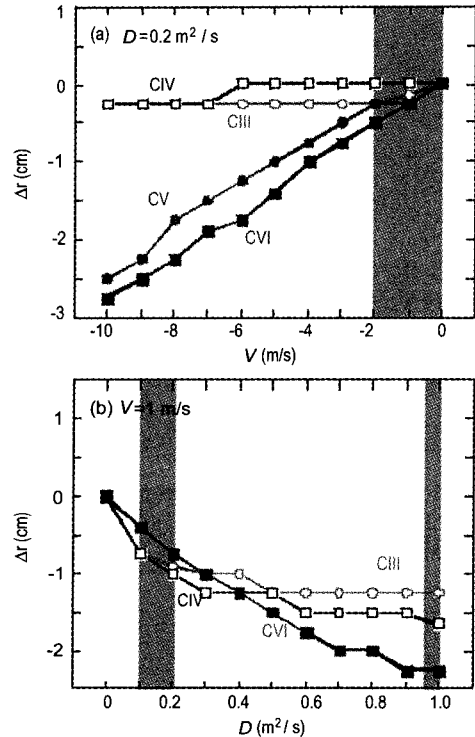 (a) D=0.2 m²/s
1
0
-1
-2
-3
Δr (cm)
CIV
CIII
CV
CVI
-10 -8 -6 -4 -2 0
V (m/s)
(b) V=1 m/s
1
0
-1
-2
Δr (cm)
CIII
CIV
CVI
0 0.2 0.4 0.6 0.8 1.0
D (m²/s)